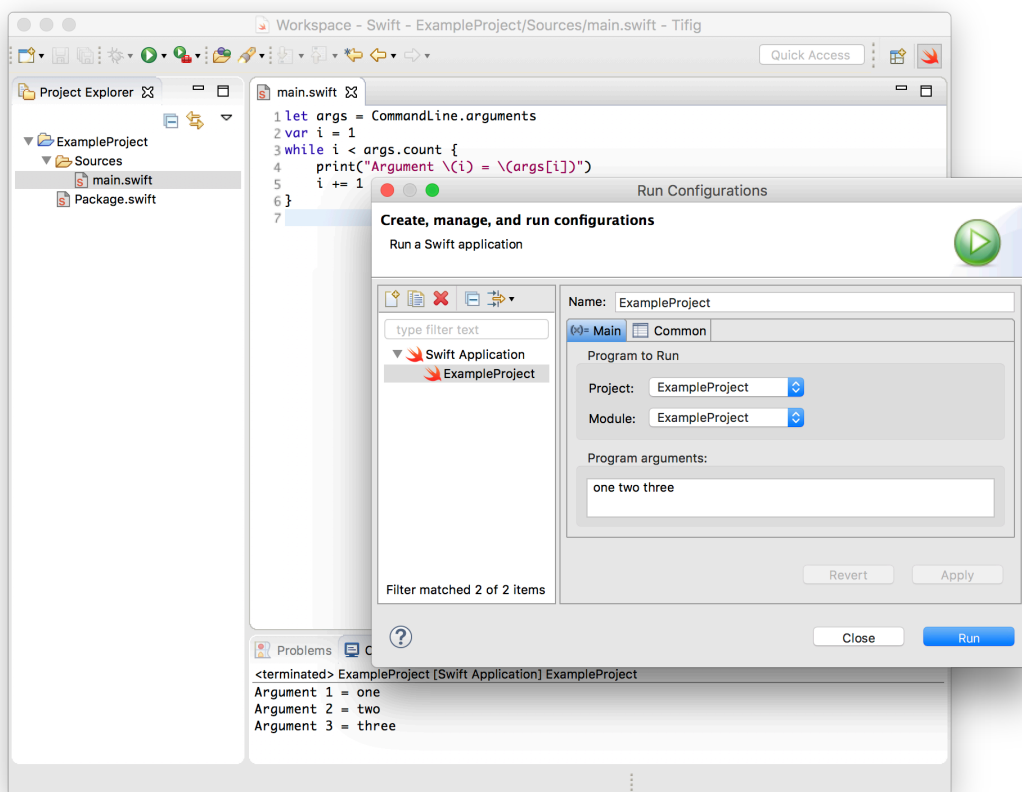 Workspace - Swift - ExampleProject/Sources/main.swift - Tifig
Quick Access
Project Explorer
ExampleProject
Sources
main.swift
Package.swift
main.swift
1 let args = CommandLine.arguments
2 var i = 1
3 while i < args.count {
4     print("Argument \(i) = \(args[i])")
5     i += 1
6 }
7
Run Configurations
Create, manage, and run configurations
Run a Swift application
type filter text
Swift Application
ExampleProject
Filter matched 2 of 2 items
Name: ExampleProject
(x)= Main Common
Program to Run
Project: ExampleProject
Module: ExampleProject
Program arguments:
one two three
Revert Apply
? Close Run
Problems
<terminated> ExampleProject [Swift Application] ExampleProject
Argument 1 = one
Argument 2 = two
Argument 3 = three